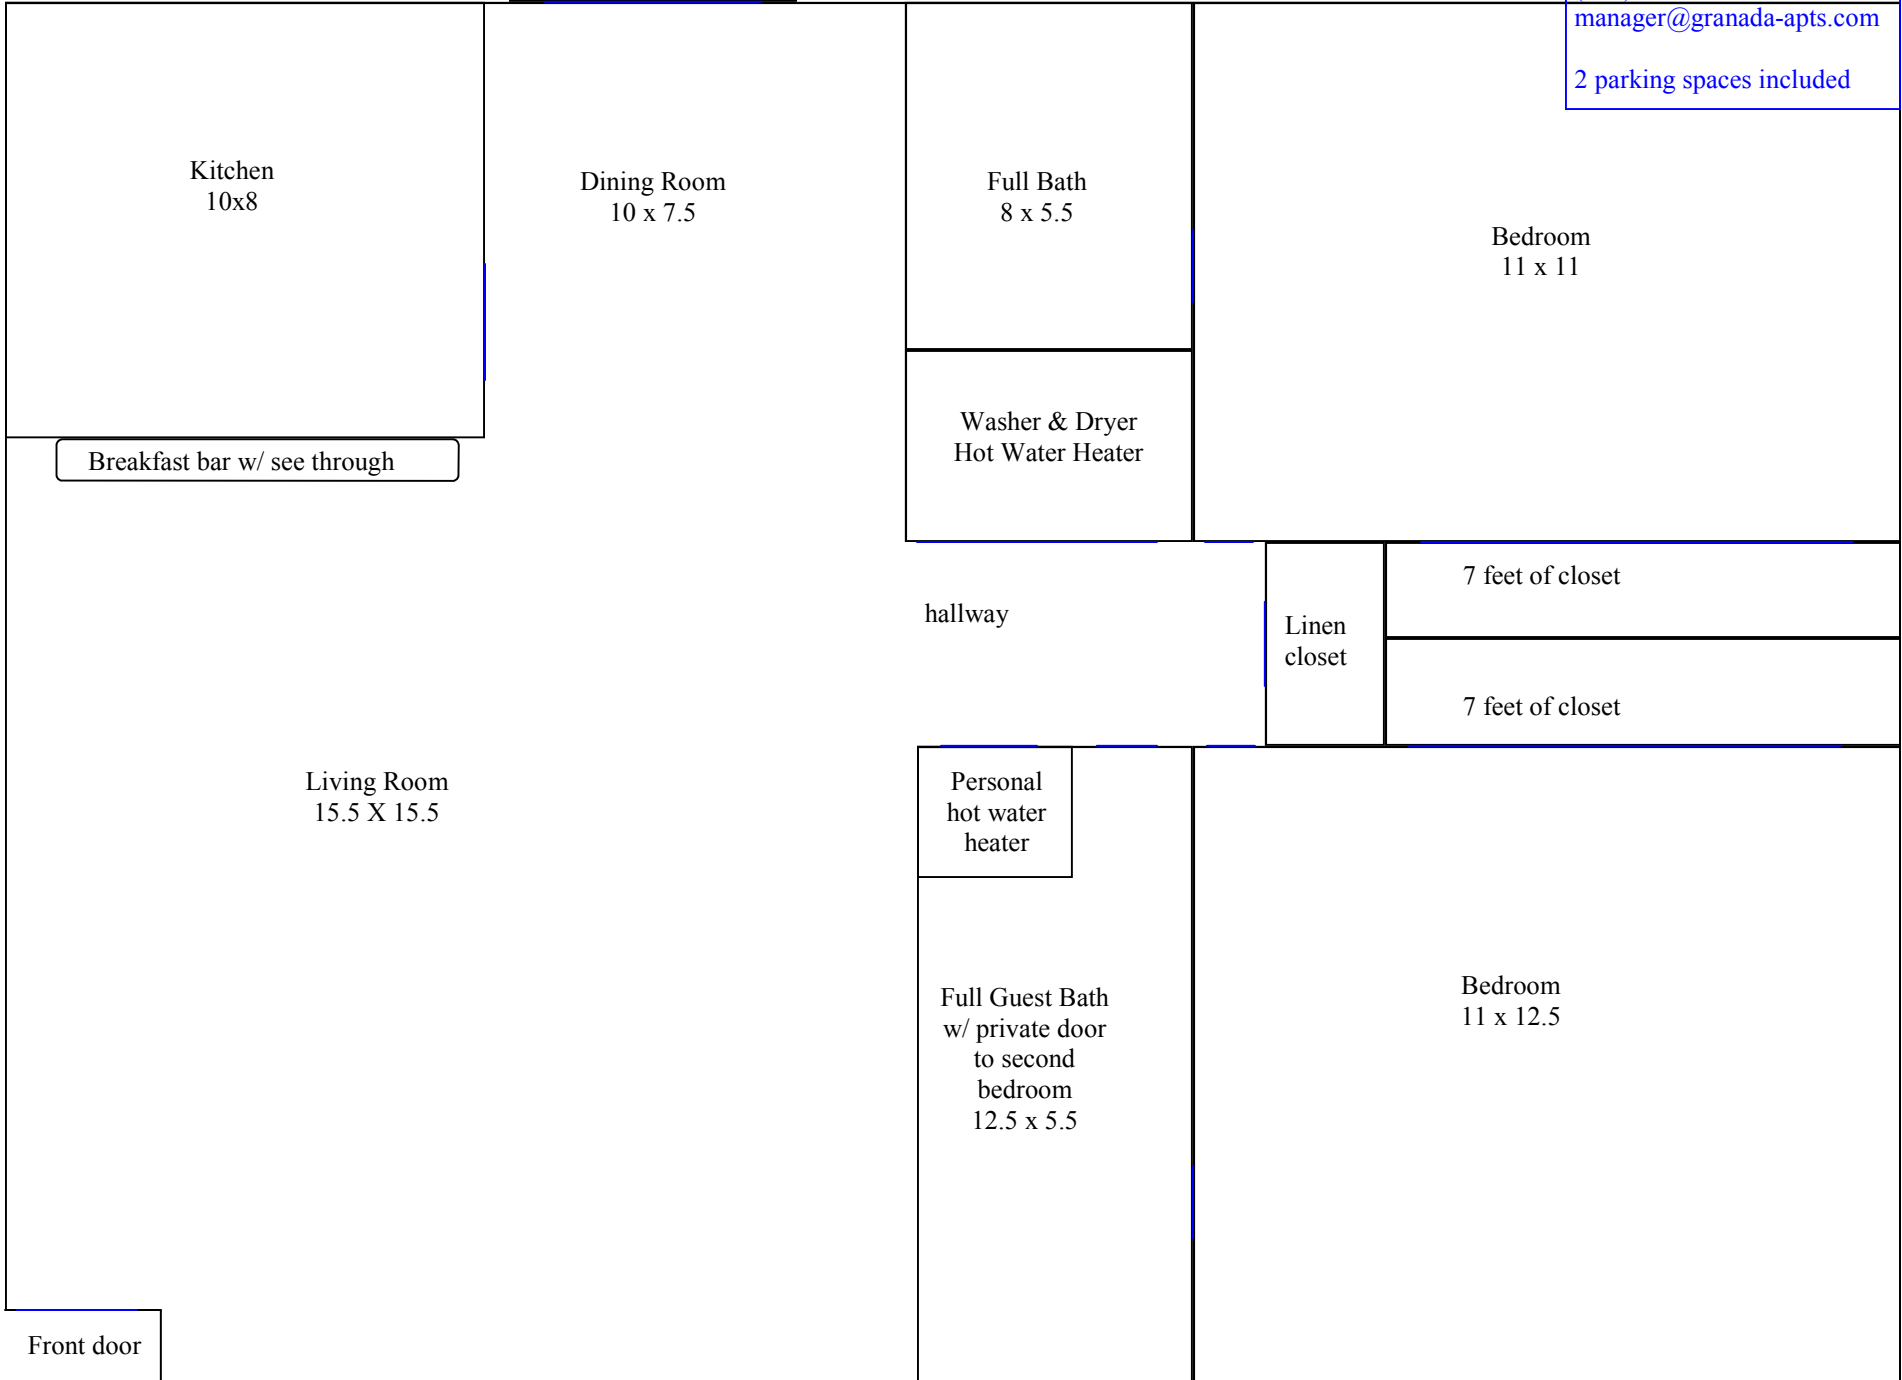 manager@granada-apts.com
2 parking spaces included
Kitchen
10x8
Dining Room
10 x 7.5
Full Bath
8 x 5.5
Bedroom
11 x 11
Breakfast bar w/ see through
Washer & Dryer
Hot Water Heater
hallway
Linen
closet
7 feet of closet
7 feet of closet
Living Room
15.5 X 15.5
Personal
hot water
heater
Full Guest Bath
w/ private door
to second
bedroom
12.5 x 5.5
Bedroom
11 x 12.5
Front door